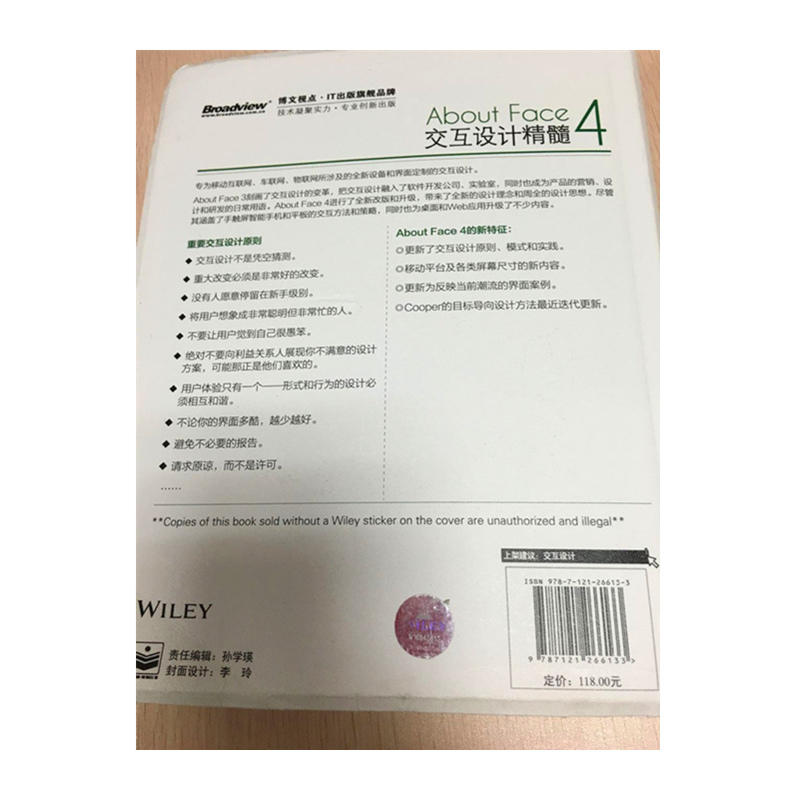 Broadview®
www.broadview.com.cn
博文视点·IT出版旗舰品牌
技术凝聚实力·专业创新出版
About Face 4
交互设计精髓
专为移动互联网、车联网、物联网所涉及的全新设备和界面定制的交互设计。
About Face 3刻画了交互设计的变革,把交互设计融入了软件开发公司、实验室,同时也成为产品的营销、设
计和研发的日常用语。About Face 4进行了全新改版和升级,带来了全新的设计理念和周全的设计思想。尽管
其涵盖了手触屏智能手机和平板的交互方法和策略,同时也为桌面和Web应用升级了不少内容。
重要交互设计原则
◆ 交互设计不是凭空猜测。
◆ 重大改变必须是非常好的改变。
◆ 没有人愿意停留在新手级别。
◆ 将用户想象成非常聪明但非常忙的人。
◆ 不要让用户觉到自己很愚笨。
◆ 绝对不要向利益关系人展现你不满意的设计
方案,可能那正是他们喜欢的。
◆ 用户体验只有一个——形式和行为的设计必
须相互和谐。
◆ 不论你的界面多酷,越少越好。
◆ 避免不必要的报告。
◆ 请求原谅,而不是许可。
……
About Face 4的新特征:
◎更新了交互设计原则、模式和实践。
◎移动平台及各类屏幕尺寸的新内容。
◎更新为反映当前潮流的界面案例。
◎Cooper的目标导向设计方法最近迭代更新。
**Copies of this book sold without a Wiley sticker on the cover are unauthorized and illegal**
上架建议:交互设计
ISBN 978-7-121-26613-3
9 787121 266133 >
定价:118.00元
WILEY
责任编辑:孙学瑛
封面设计:李 玲